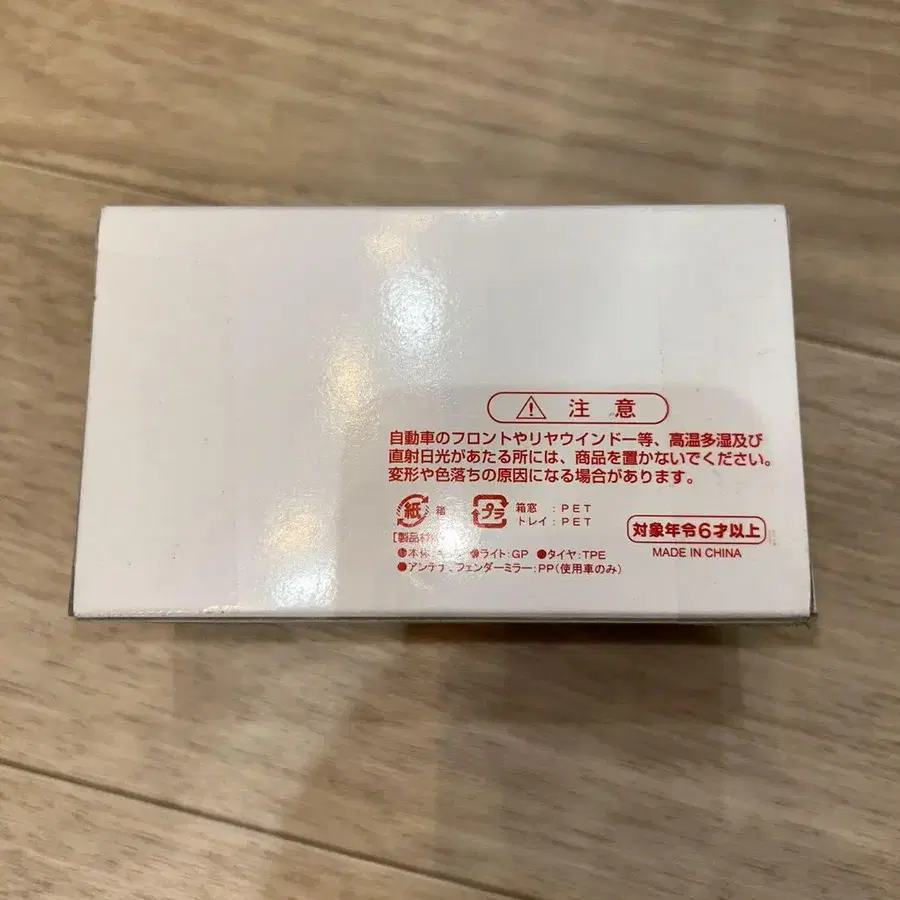 注意
自動車のフロントやリヤウインドー等、高温多湿及び
直射日光があたる所には、商品を置かないでください。
変形や色落ちの原因になる場合があります。
紙 箱 プラ 箱窓 : PET
トレイ : PET
対象年令6才以上
MADE IN CHINA
[製品材
●本体: ライト:GP ●タイヤ:TPE
●アンテナ、フェンダーミラー:PP(使用車のみ)